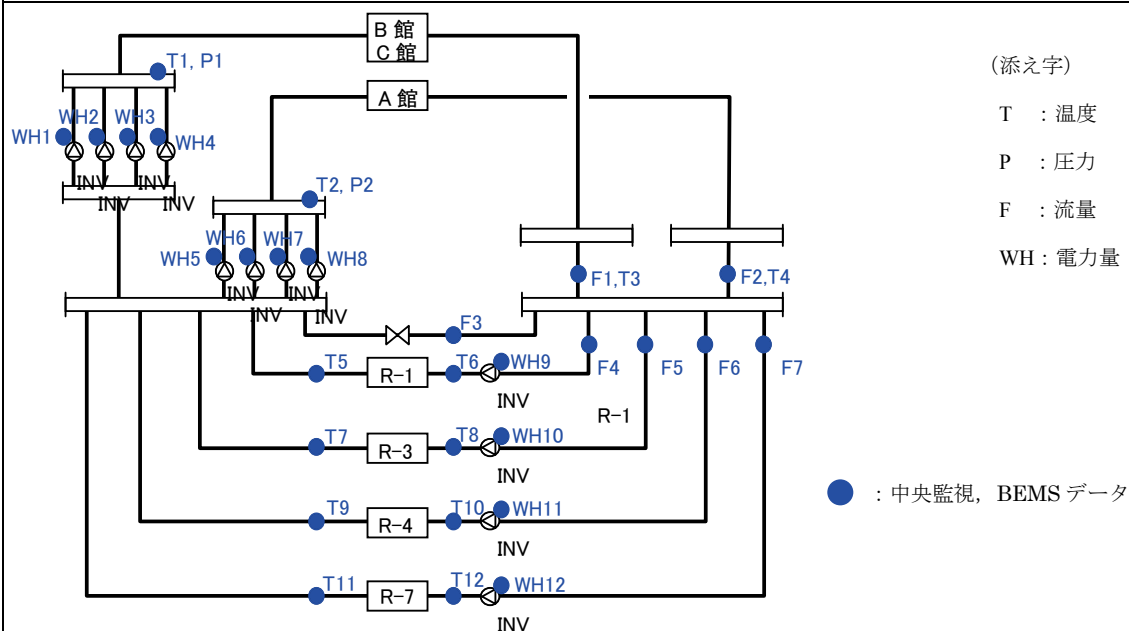 B 館
C 館
T1, P1
A 館
WH2
WH3
WH1
WH4
INV
INV
INV
INV
T2, P2
WH6
WH7
WH5
WH8
INV
INV
INV
INV
F1,T3
F2,T4
F3
T5
R-1
T6
WH9
F4
F5
F6
F7
INV
R-1
T7
R-3
T8
WH10
INV
T9
R-4
T10
WH11
INV
T11
R-7
T12
WH12
INV
(添え字)
T :温度
P :圧力
F :流量
WH:電力量
:中央監視,BEMS データ